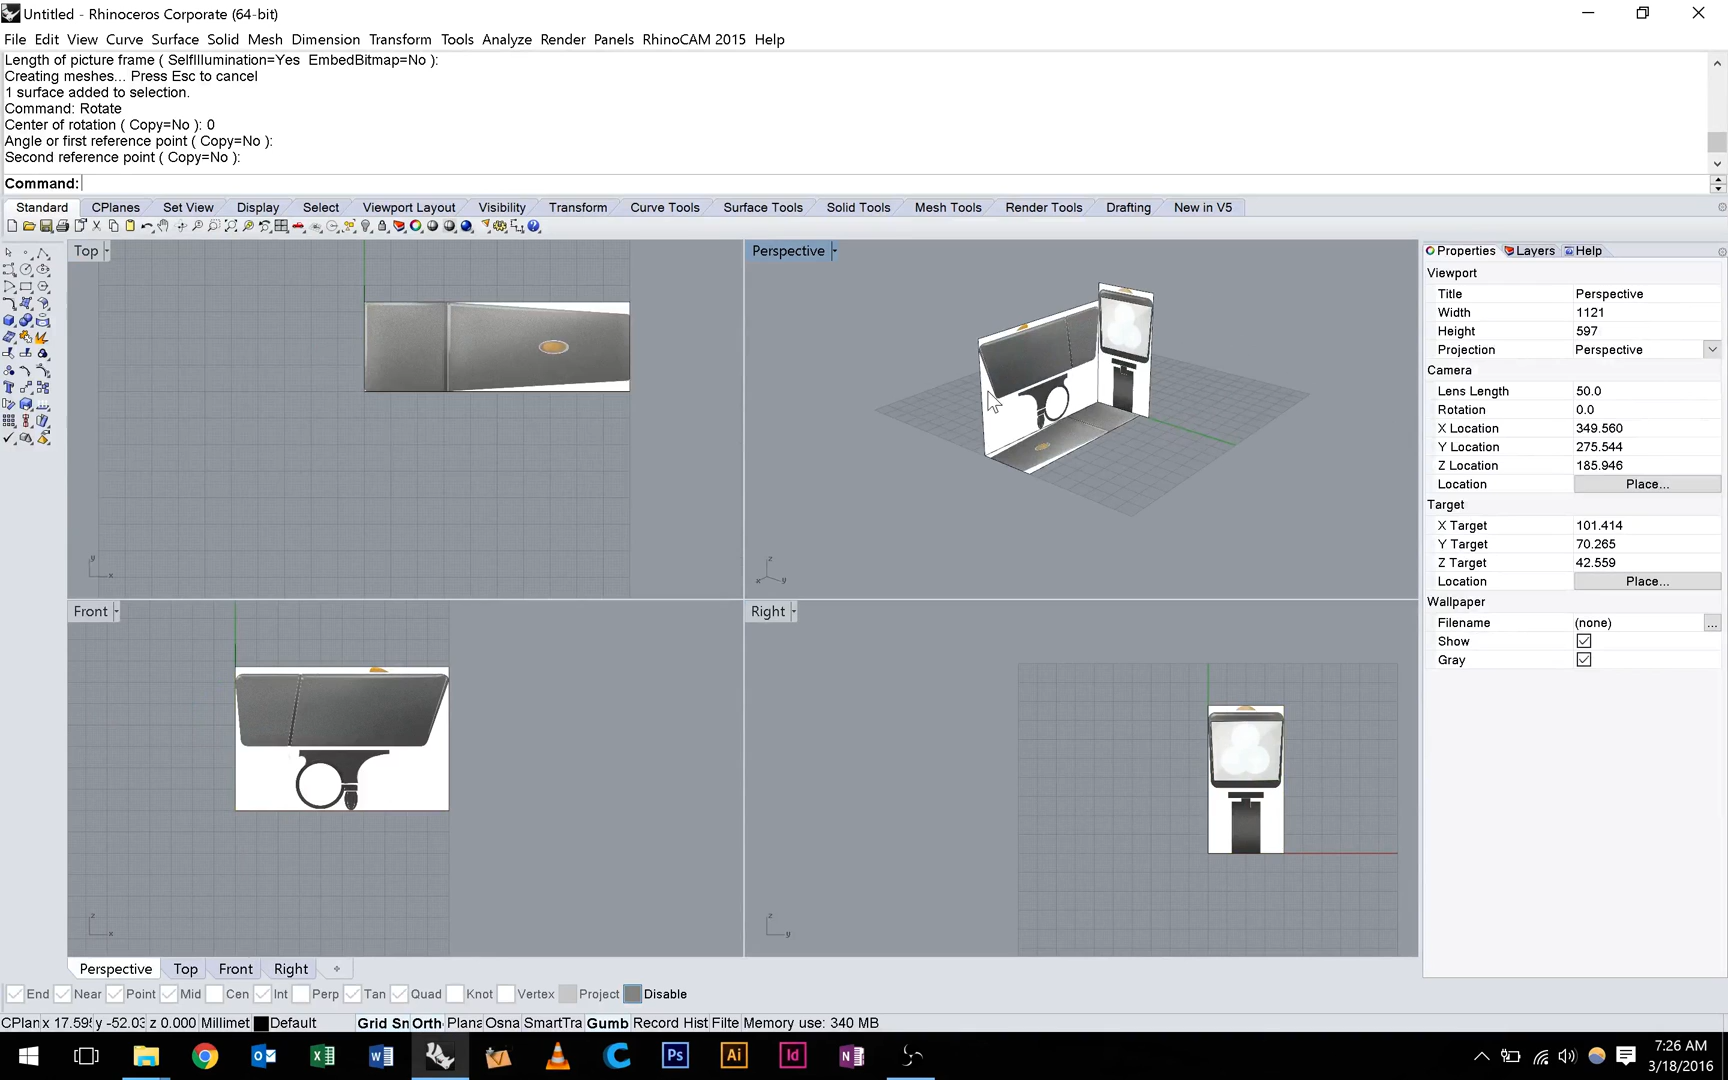 Untitled - Rhinoceros Corporate (64-bit)
File Edit View Curve Surface Solid Mesh Dimension Transform Tools Analyze Render Panels RhinoCAM 2015 Help
Length of picture frame ( SelfIllumination=Yes EmbedBitmap=No ):
Creating meshes... Press Esc to cancel
1 surface added to selection.
Command: Rotate
Center of rotation ( Copy=No ): 0
Angle or first reference point ( Copy=No ):
Second reference point ( Copy=No ):
Command:
Standard CPlanes Set View Display Select Viewport Layout Visibility Transform Curve Tools Surface Tools Solid Tools Mesh Tools Render Tools Drafting New in V5
Top
Perspective
Properties Layers Help
Viewport
Title Perspective
Width 1121
Height 597
Projection Perspective
Camera
Lens Length 50.0
Rotation 0.0
X Location 349.560
Y Location 275.544
Z Location 185.946
Location Place...
Target
X Target 101.414
Y Target 70.265
Z Target 42.559
Location Place...
Wallpaper
Filename (none) ...
Show
Gray
y
x
z
x
y
Front
Right
z
x
z
y
Perspective Top Front Right
End Near Point Mid Cen Int Perp Tan Quad Knot Vertex Project Disable
CPlan x 17.595 y -52.03 z 0.000 Millimet Default Grid Sn Orth Plana Osna SmartTra Gumb Record Hist Filte Memory use: 340 MB
Ps Ai Id
7:26 AM
3/18/2016